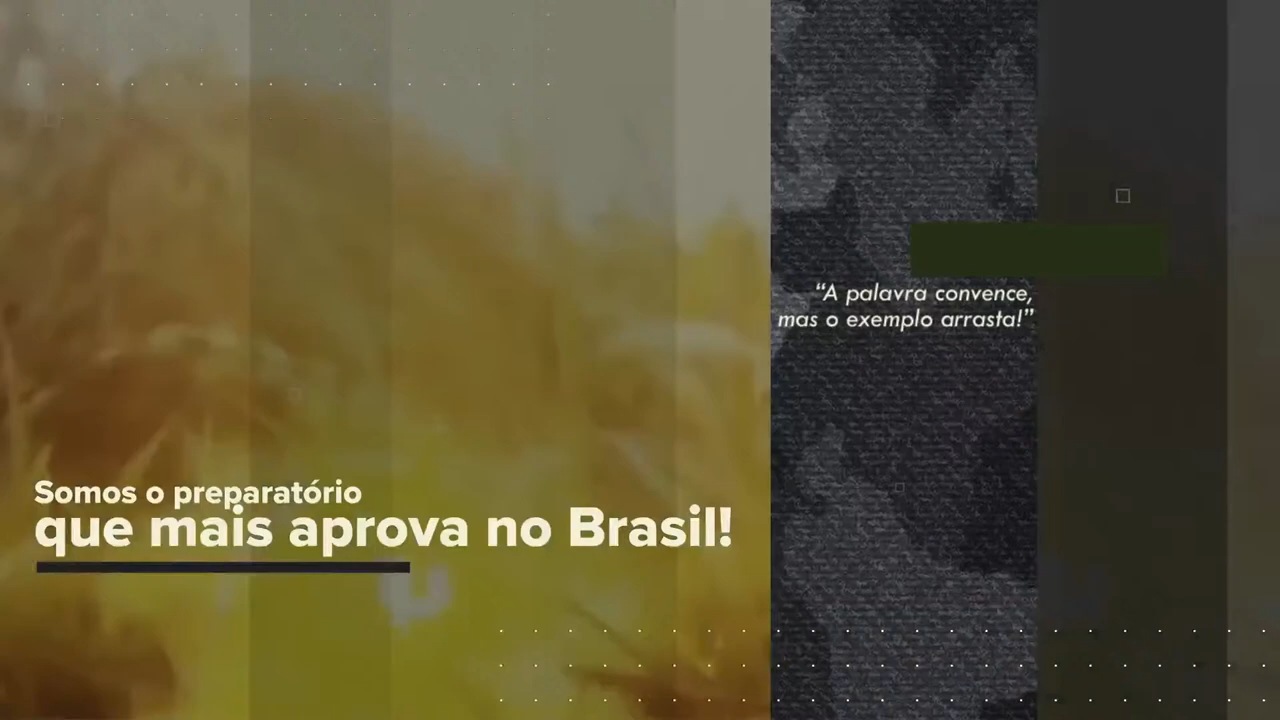 “A palavra convence,
mas o exemplo arrasta!”
Somos o preparatório
que mais aprova no Brasil!